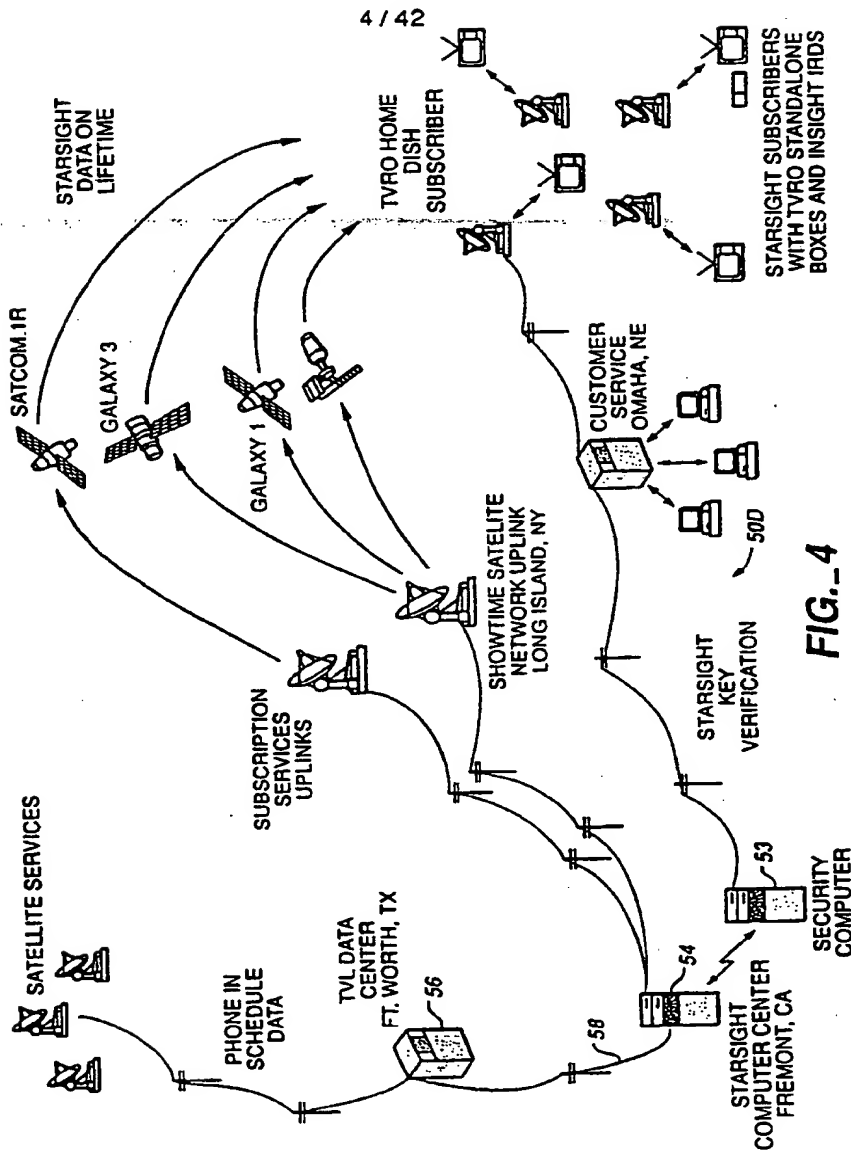 4 / 42
SATELLITE SERVICES
PHONE IN
SCHEDULE
DATA
TVL DATA
CENTER
FT. WORTH, TX
56
58
54
STARSIGHT
COMPUTER CENTER
FREMONT, CA
53
SECURITY
COMPUTER
SUBSCRIPTION
SERVICES
UPLINKS
SHOWTIME SATELITE
NETWORK UPLINK
LONG ISLAND, NY
STARSIGHT
KEY
VERIFICATION
50D
CUSTOMER
SERVICE
OMAHA, NE
SATCOM.1R
GALAXY 3
GALAXY 1
STARSIGHT
DATA ON
LIFETIME
TVRO HOME
DISH
SUBSCRIBER
STARSIGHT SUBSCRIBERS
WITH TVRO STANDALONE
BOXES AND INSIGHT IRDS
FIG._4